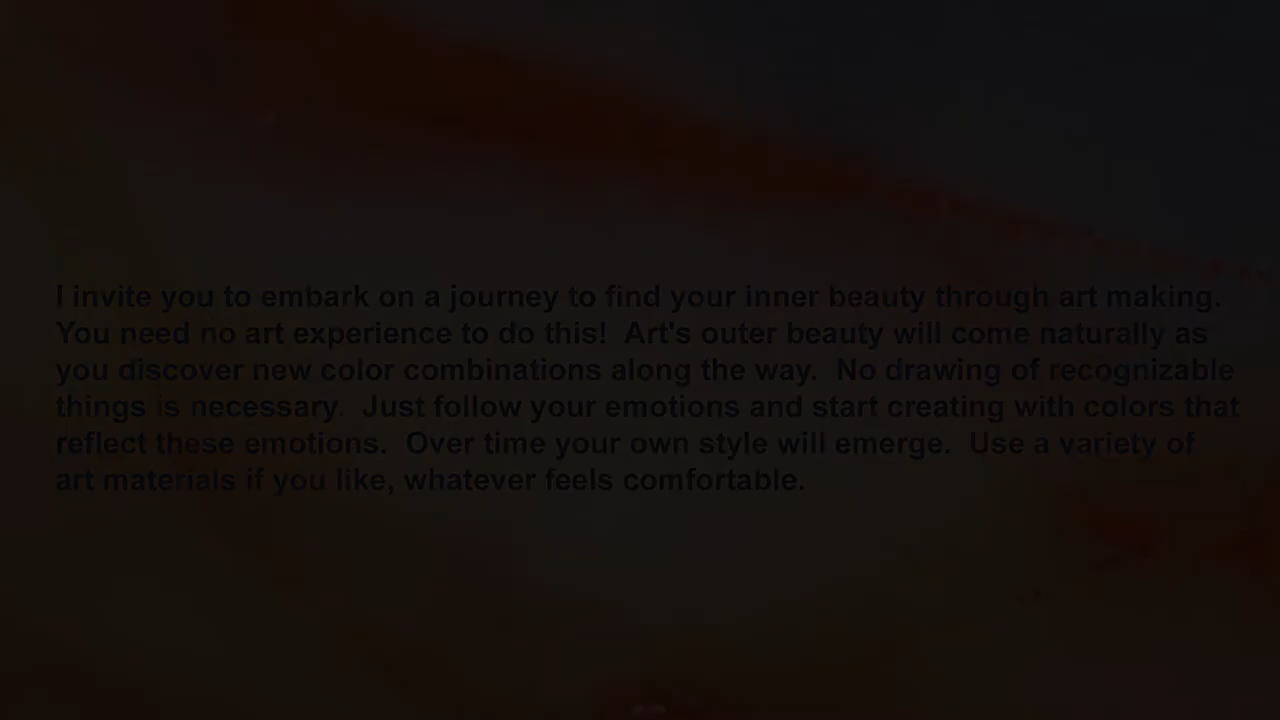 I invite you to embark on a journey to find your inner beauty through art making.
You need no art experience to do this!  Art's outer beauty will come naturally as
you discover new color combinations along the way.  No drawing of recognizable
things is necessary.  Just follow your emotions and start creating with colors that
reflect these emotions.  Over time your own style will emerge.  Use a variety of
art materials if you like, whatever feels comfortable.